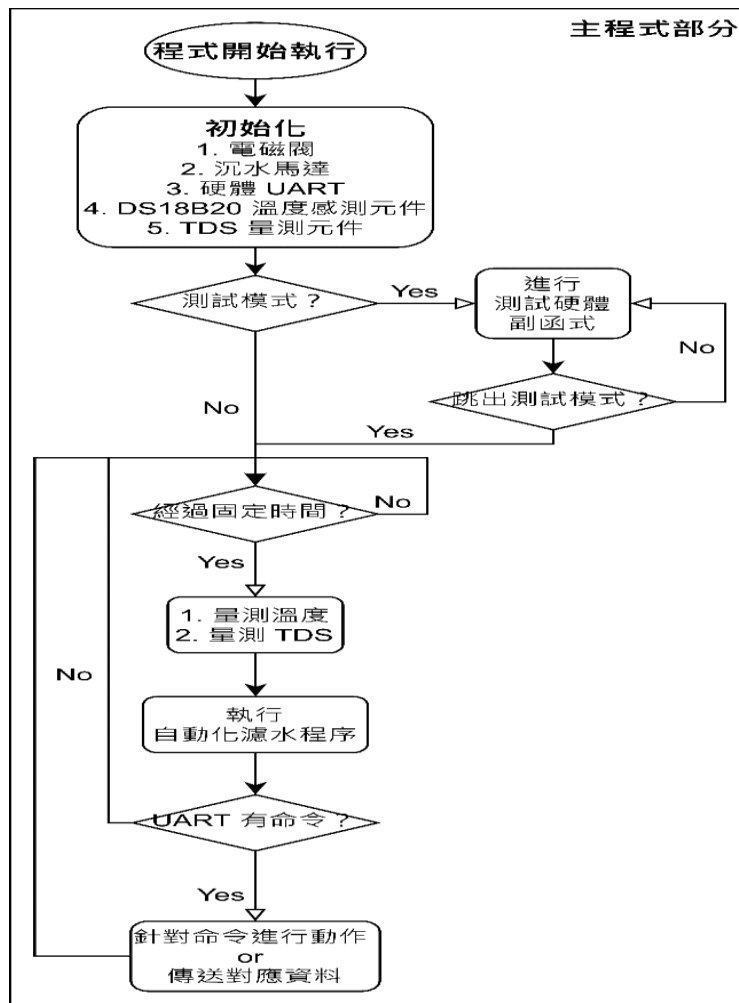 主程式部分
程式開始執行
初始化
1. 電磁閥
2. 沉水馬達
3. 硬體 UART
4. DS18B20 溫度感測元件
5. TDS 量測元件
測試模式？
Yes
進行
測試硬體
副函式
No
跳出測試模式？
No
Yes
經過固定時間？
No
Yes
1. 量測溫度
2. 量測 TDS
No
執行
自動化濾水程序
UART 有命令？
Yes
針對命令進行動作
or
傳送對應資料